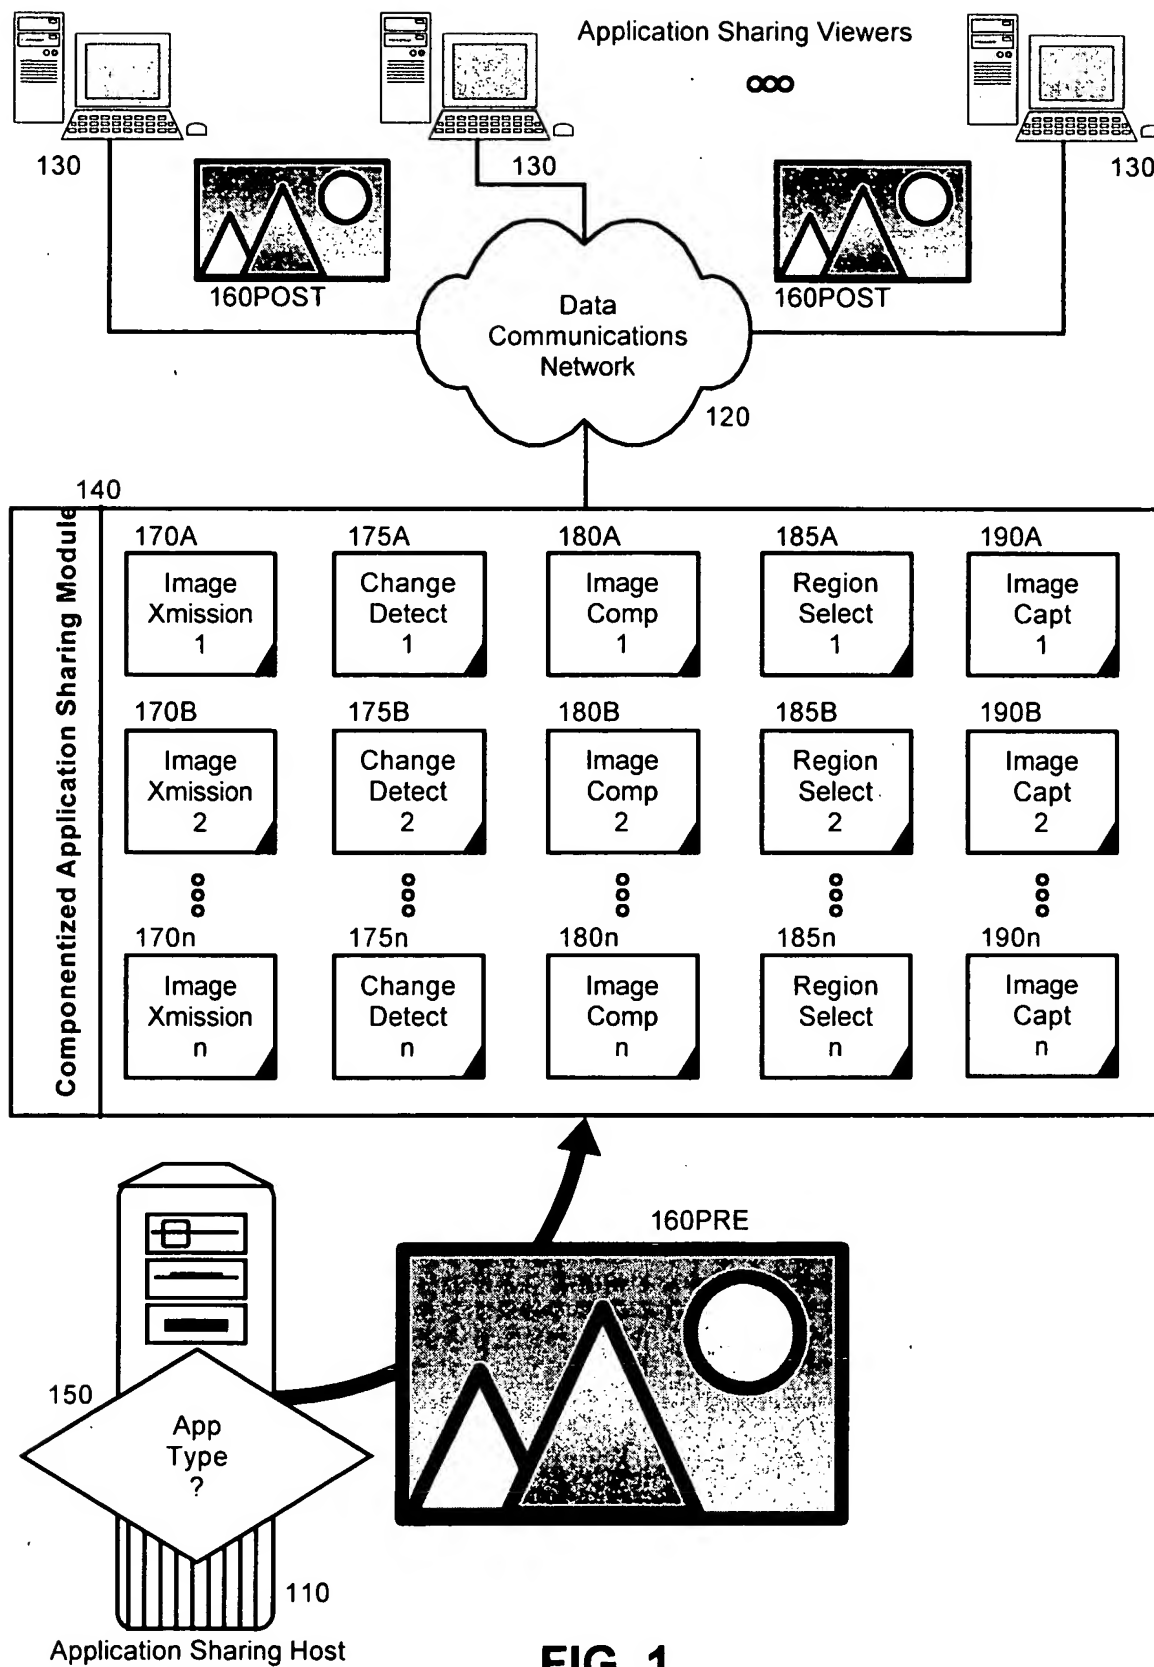 Application Sharing Viewers
130
130
130
160POST
160POST
Data
Communications
Network
120
140
Componentized Application Sharing Module
170A
175A
180A
185A
190A
Image
Xmission
1
Change
Detect
1
Image
Comp
1
Region
Select
1
Image
Capt
1
170B
175B
180B
185B
190B
Image
Xmission
2
Change
Detect
2
Image
Comp
2
Region
Select
2
Image
Capt
2
170n
175n
180n
185n
190n
Image
Xmission
n
Change
Detect
n
Image
Comp
n
Region
Select
n
Image
Capt
n
160PRE
150
App
Type
?
110
Application Sharing Host
FIG. 1